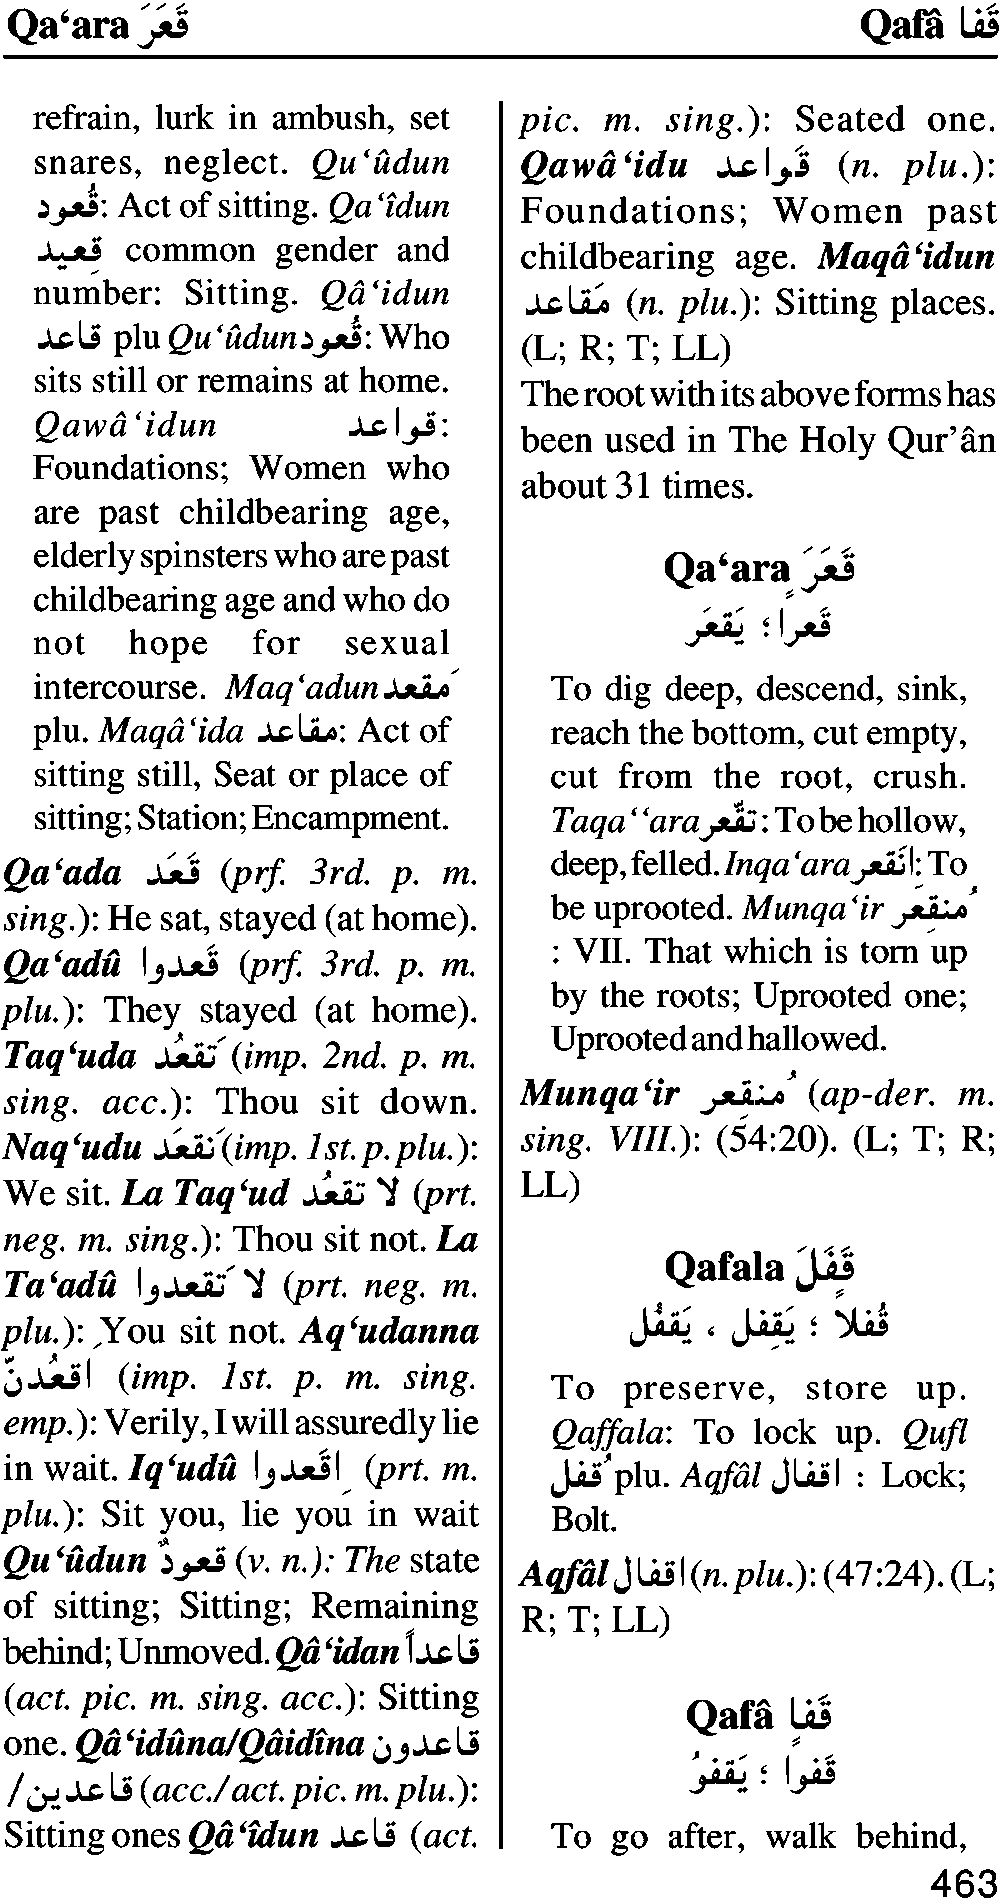 Qa‘ara قَعَرَ
Qafâ قَفا
refrain, lurk in ambush, set
snares, neglect. Qu‘ûdun
قُعود: Act of sitting. Qa‘îdun
قِعيد common gender and
number: Sitting. Qâ‘idun
قاعد plu Qu‘ûdun قُعود: Who
sits still or remains at home.
Qawâ‘idun قواعد:
Foundations; Women who
are past childbearing age,
elderly spinsters who are past
childbearing age and who do
not hope for sexual
intercourse. Maq‘adun مَقعد
plu. Maqâ‘ida مقاعد: Act of
sitting still, Seat or place of
sitting; Station; Encampment.
Qa‘ada قَعَد (prf. 3rd. p. m.
sing.): He sat, stayed (at home).
Qa‘adû قَعدوا (prf. 3rd. p. m.
plu.): They stayed (at home).
Taq‘uda تَقعُد (imp. 2nd. p. m.
sing. acc.): Thou sit down.
Naq‘udu نَقعُد (imp. 1st. p. plu.):
We sit. La Taq‘ud لا تقعُد (prt.
neg. m. sing.): Thou sit not. La
Ta‘adû لا تَقعدوا (prt. neg. m.
plu.): You sit not. Aq‘udanna
اقعُدنّ (imp. 1st. p. m. sing.
emp.): Verily, I will assuredly lie
in wait. Iq‘udû اقْعدوا (prt. m.
plu.): Sit you, lie you in wait
Qu‘ûdun قعودٌ (v. n.): The state
of sitting; Sitting; Remaining
behind; Unmoved. Qâ‘idan قاعداً
(act. pic. m. sing. acc.): Sitting
one. Qâ‘idûna/Qâidîna قاعدون
/قاعدين (acc./act. pic. m. plu.):
Sitting ones Qâ‘îdun قاعد (act.
pic. m. sing.): Seated one.
Qawâ‘idu قَواعد (n. plu.):
Foundations; Women past
childbearing age. Maqâ‘idun
مَقاعد (n. plu.): Sitting places.
(L; R; T; LL)
The root with its above forms has
been used in The Holy Qur’ân
about 31 times.
Qa‘ara قَعَرَ
قَعراٍ ؛ يَقعَر
To dig deep, descend, sink,
reach the bottom, cut empty,
cut from the root, crush.
Taqa‘‘ara تقّعر: To be hollow,
deep, felled. Inqa‘ara انَقعر: To
be uprooted. Munqa‘ir مُنقِعَر
: VII. That which is torn up
by the roots; Uprooted one;
Uprooted and hallowed.
Munqa‘ir مُنقِعر (ap-der. m.
sing. VIII.): (54:20). (L; T; R;
LL)
Qafala قَفَلَ
قُفلاً ؛ يَقفِل ، يَقفُل
To preserve, store up.
Qaffala: To lock up. Qufl
قُفل plu. Aqfâl اقفال : Lock;
Bolt.
Aqfâl اقفال (n. plu.): (47:24). (L;
R; T; LL)
Qafâ قَفا
قَفواٍ ؛ يَقفوُ
To go after, walk behind,
463